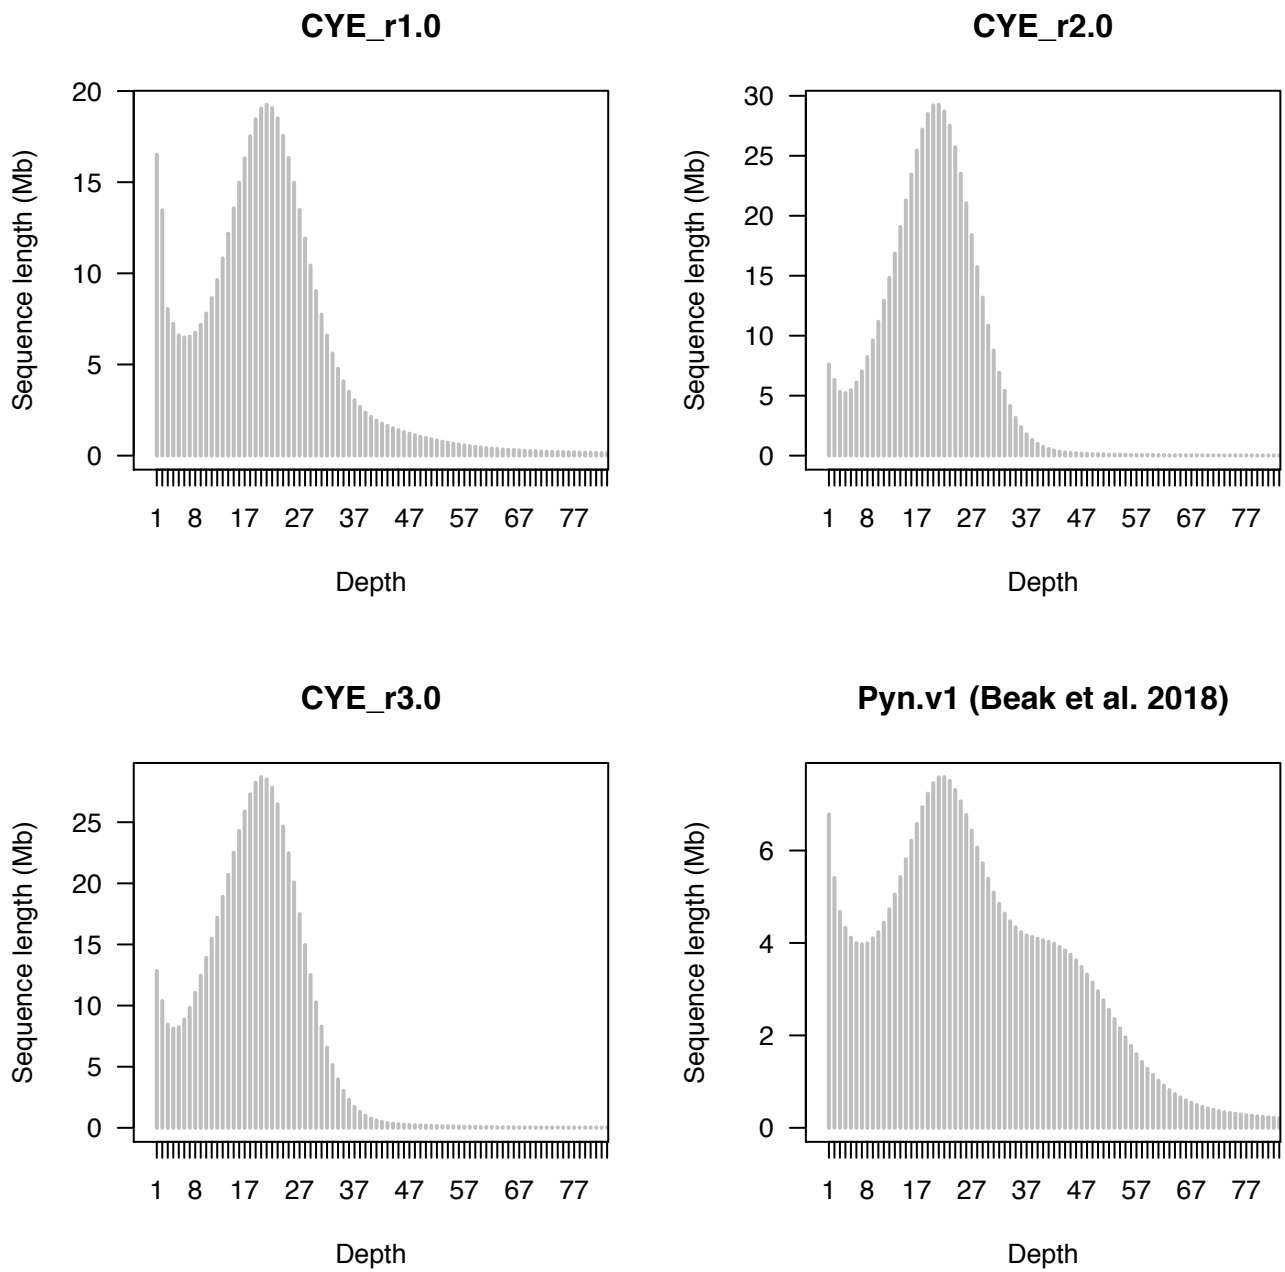 CYE_r1.0
Sequence length (Mb)
20
15
10
5
0
1 8 17 27 37 47 57 67 77
Depth
CYE_r2.0
Sequence length (Mb)
30
25
20
15
10
5
0
1 8 17 27 37 47 57 67 77
Depth
CYE_r3.0
Sequence length (Mb)
25
20
15
10
5
0
1 8 17 27 37 47 57 67 77
Depth
Pyn.v1 (Beak et al. 2018)
Sequence length (Mb)
6
4
2
0
1 8 17 27 37 47 57 67 77
Depth